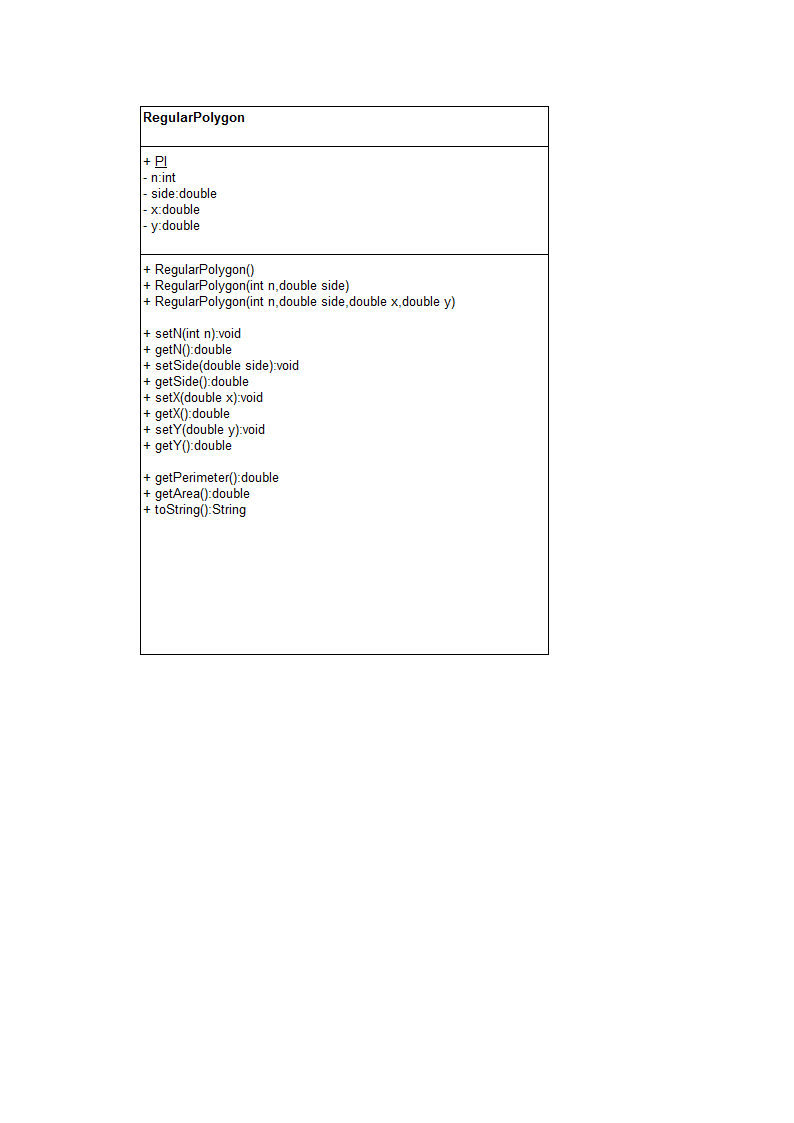 RegularPolygon
+ PI
- n:int
- side:double
- x:double
- y:double
+ RegularPolygon()
+ RegularPolygon(int n,double side)
+ RegularPolygon(int n,double side,double x,double y)
+ setN(int n):void
+ getN():double
+ setSide(double side):void
+ getSide():double
+ setX(double x):void
+ getX():double
+ setY(double y):void
+ getY():double
+ getPerimeter():double
+ getArea():double
+ toString():String